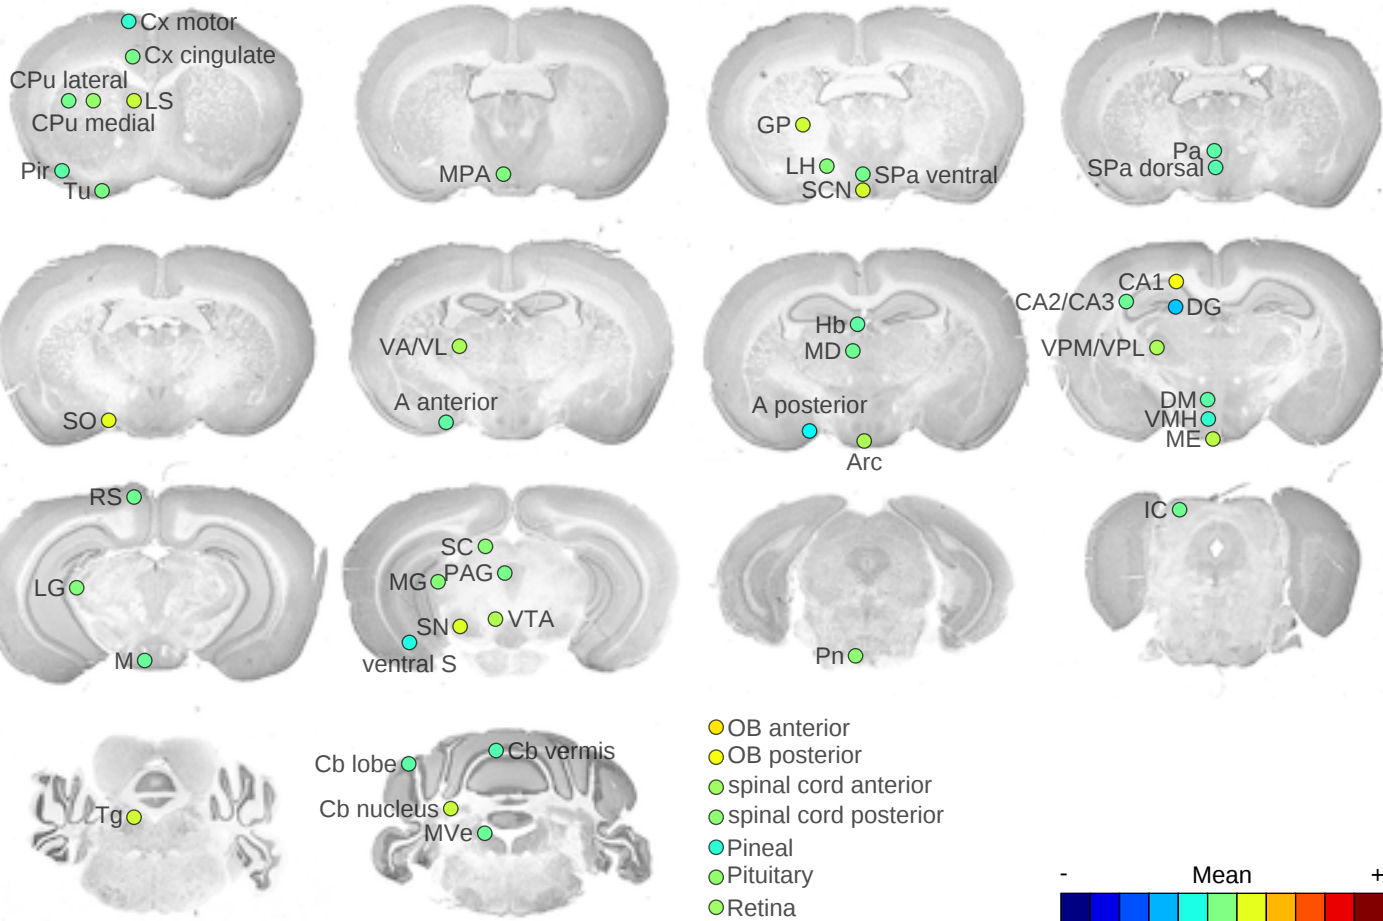 Cx motor
Cx cingulate
CPu lateral
LS
CPu medial
Pir
Tu
MPA
GP
LH
SPa ventral
SCN
Pa
SPa dorsal
SO
VA/VL
A anterior
Hb
MD
A posterior
Arc
CA1
CA2/CA3
DG
VPM/VPL
DM
VMH
ME
RS
LG
M
SC
MG
PAG
SN
VTA
ventral S
Pn
IC
Tg
Cb lobe
Cb vermis
Cb nucleus
MVe
OB anterior
OB posterior
spinal cord anterior
spinal cord posterior
Pineal
Pituitary
Retina
- Mean +